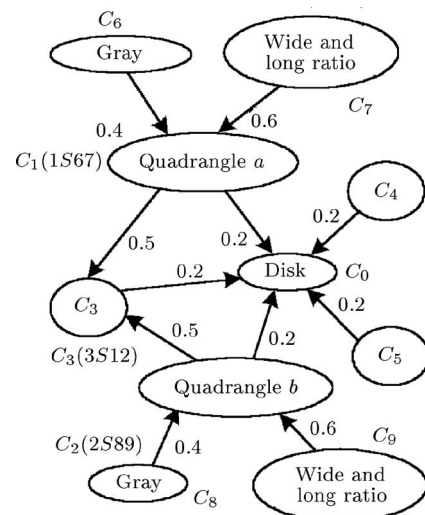 C6
Gray
Wide and
long ratio
C7
0.4
0.6
C1(1S67)
Quadrangle a
C4
0.2
0.5
0.2
Disk
C0
0.2
C3
0.2
0.5
0.2
C5
C3(3S12)
Quadrangle b
C2(2S89)
0.4
0.6
C9
Gray
C8
Wide and
long ratio